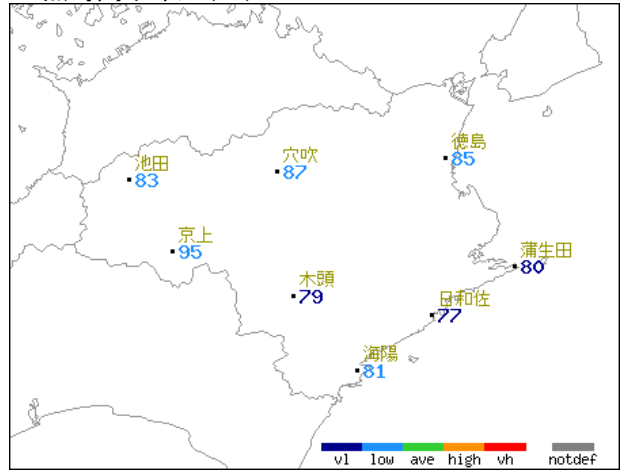 徳島
85
穴吹
87
池田
83
京上
95
蒲生田
80
木頭
79
日和佐
77
海陽
81
vl low ave high vh notdef